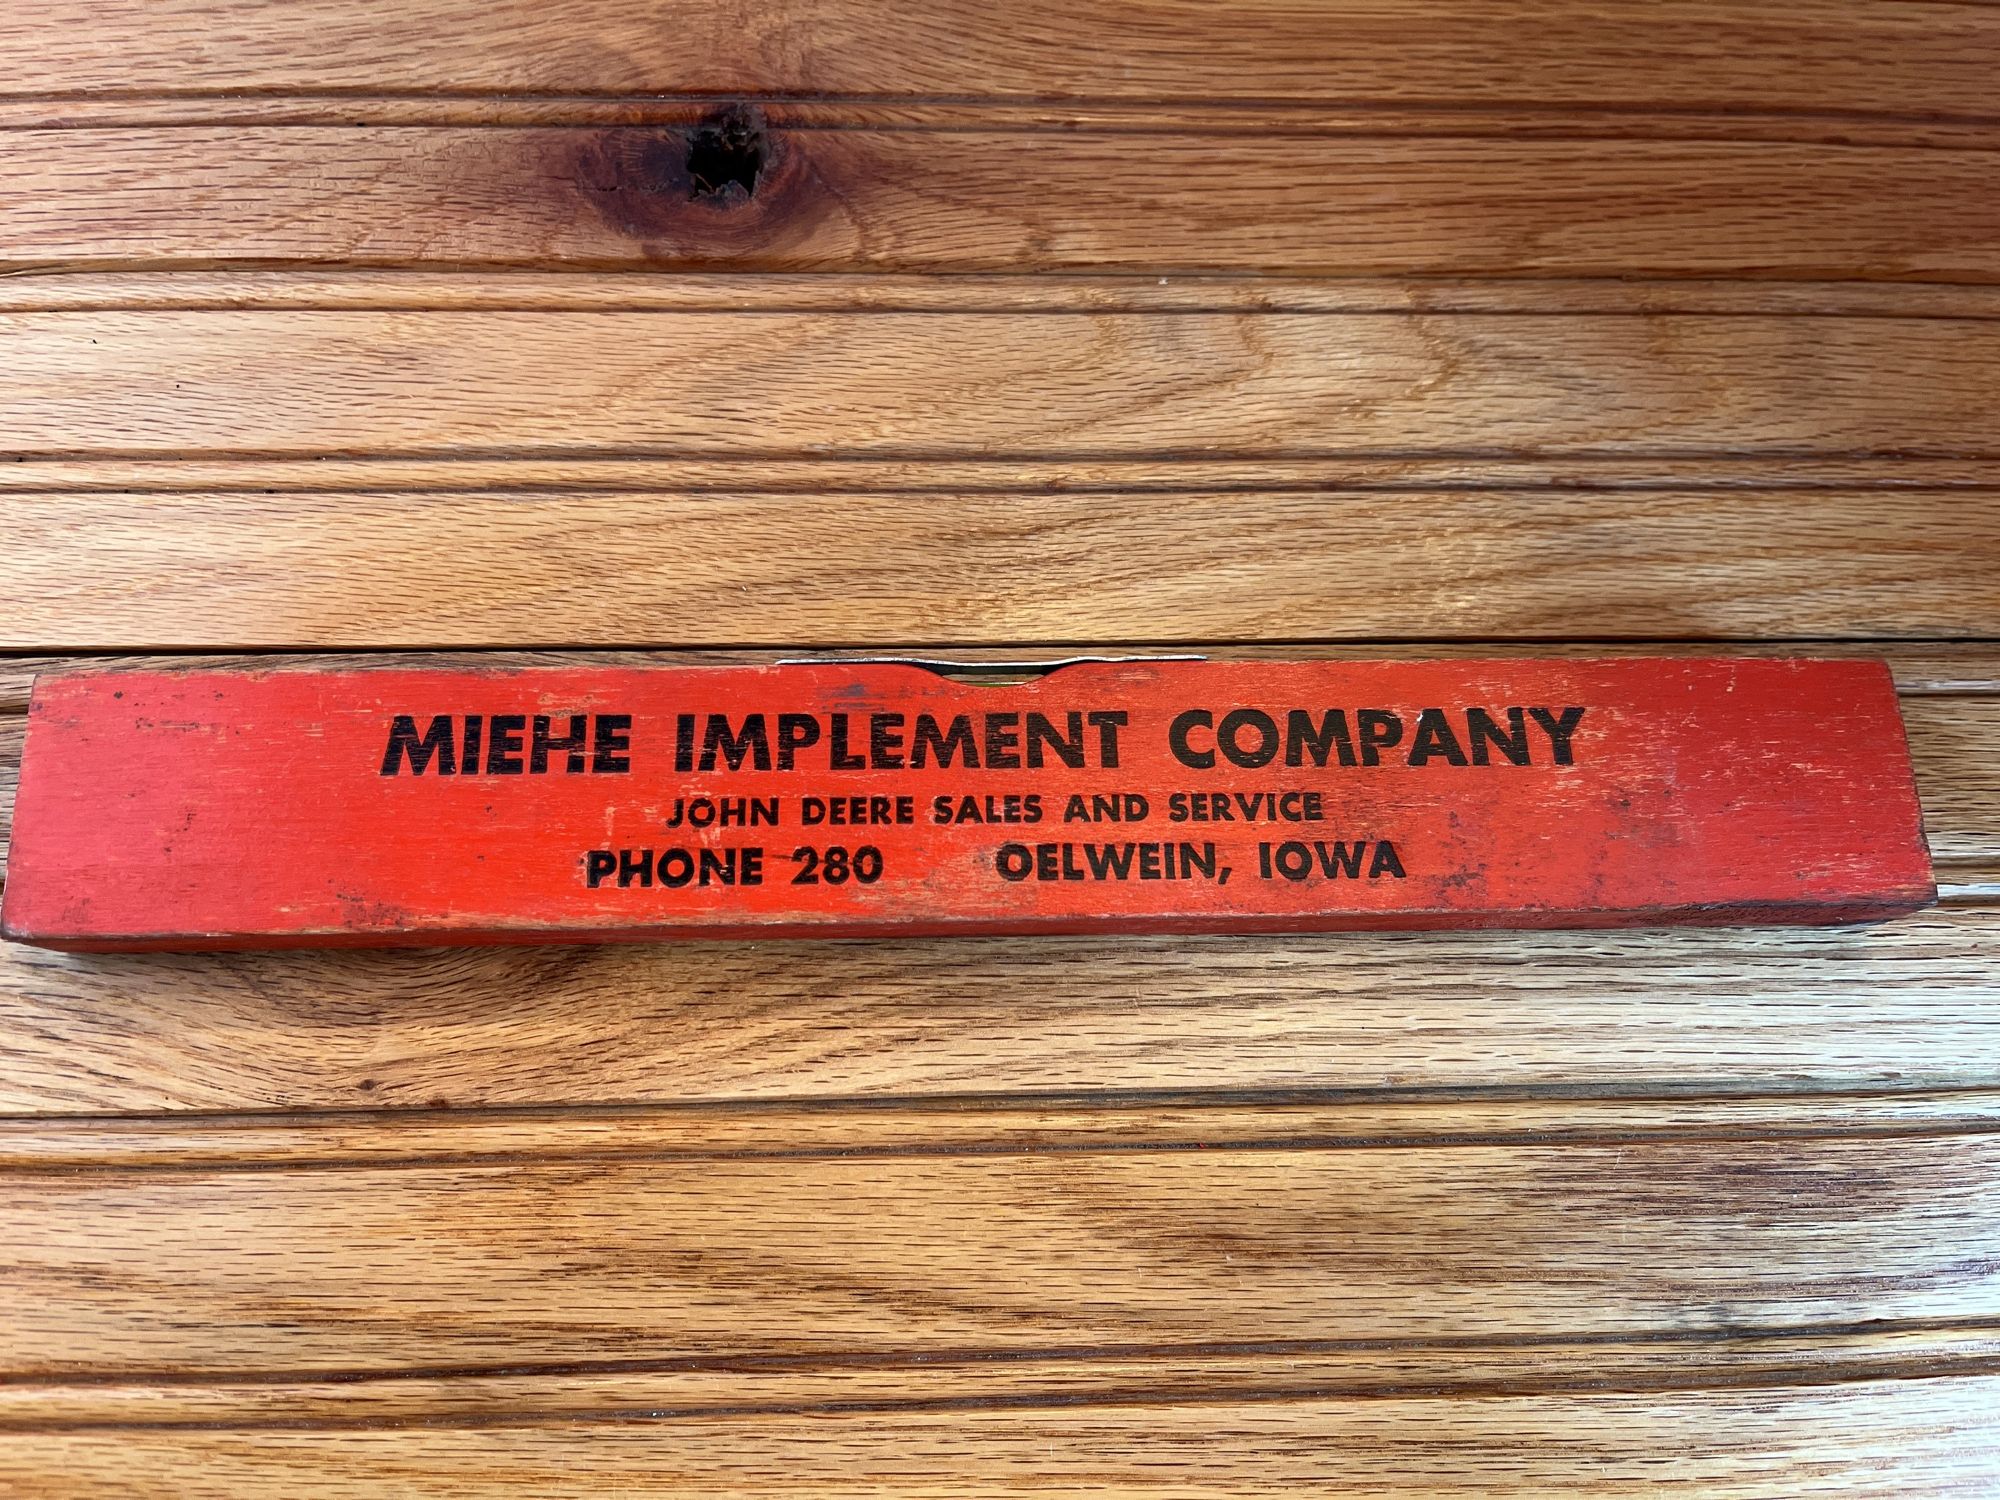 MIEHE IMPLEMENT COMPANY
JOHN DEERE SALES AND SERVICE
PHONE 280 OELWEIN, IOWA